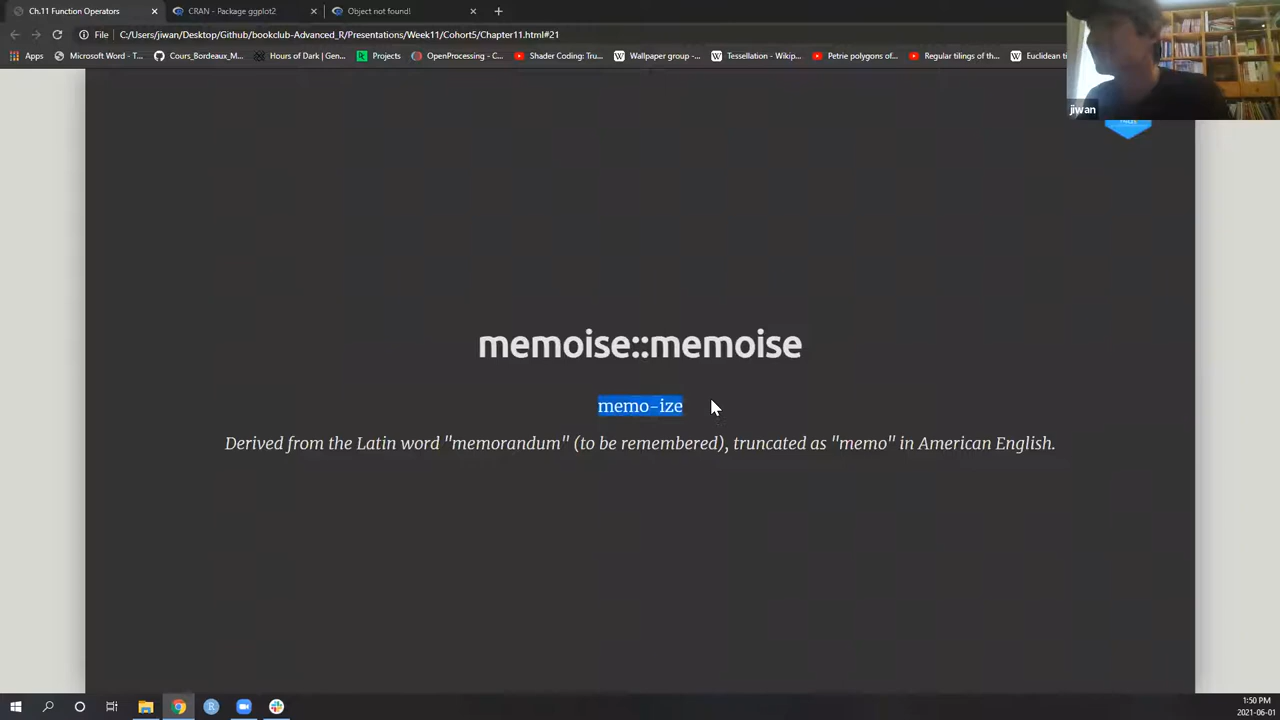 Ch.11 Function Operators
CRAN - Package ggplot2
Object not found!
File
C:/Users/jiwan/Desktop/Github/bookclub-Advanced_R/Presentations/Week11/Cohort5/Chapter11.html#21
Apps
Microsoft Word - T...
Cours_Bordeaux_M...
Hours of Dark | Gen...
Projects
OpenProcessing - C...
Shader Coding: Tru...
Wallpaper group -...
Tessellation - Wikip...
Petrie polygons of...
Regular tilings of th...
Euclidean ti
jiwan
memoise::memoise
memo-ize
Derived from the Latin word "memorandum" (to be remembered), truncated as "memo" in American English.
1:50 PM
2021-06-01